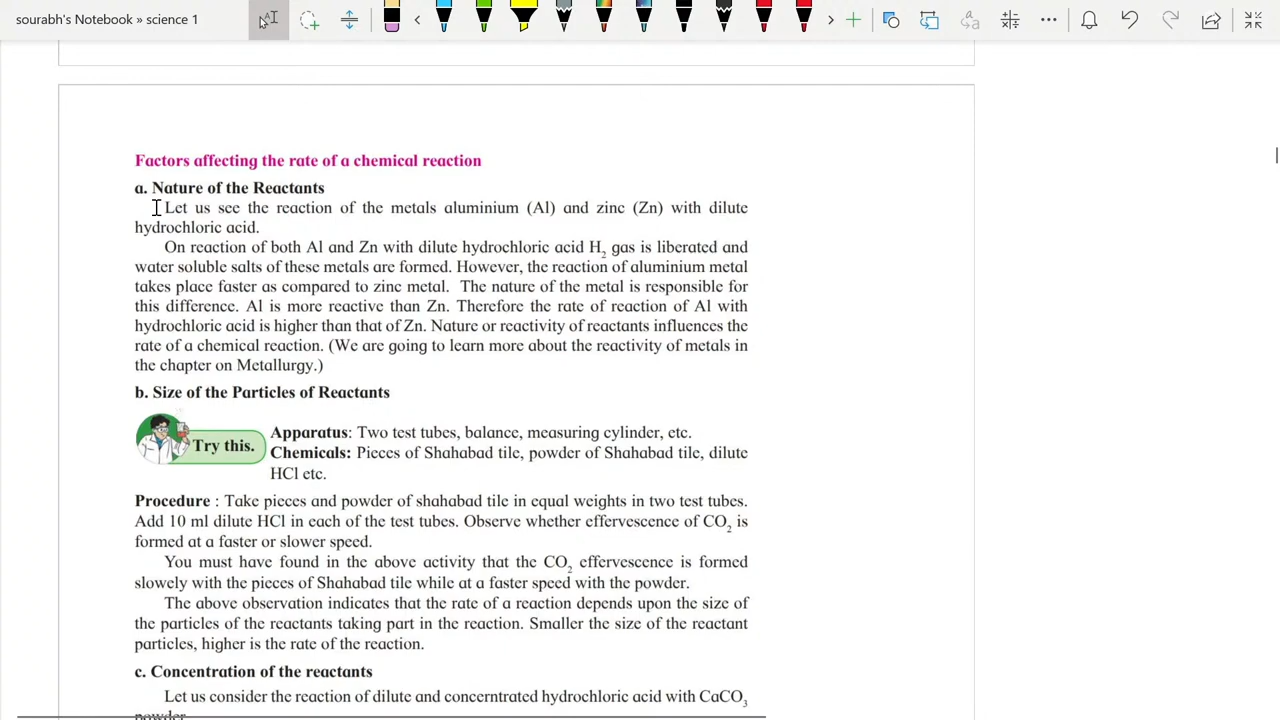 sourabh's Notebook » science 1
Factors affecting the rate of a chemical reaction
a. Nature of the Reactants
Let us see the reaction of the metals aluminium (Al) and zinc (Zn) with dilute
hydrochloric acid.
On reaction of both Al and Zn with dilute hydrochloric acid H₂ gas is liberated and
water soluble salts of these metals are formed. However, the reaction of aluminium metal
takes place faster as compared to zinc metal. The nature of the metal is responsible for
this difference. Al is more reactive than Zn. Therefore the rate of reaction of Al with
hydrochloric acid is higher than that of Zn. Nature or reactivity of reactants influences the
rate of a chemical reaction. (We are going to learn more about the reactivity of metals in
the chapter on Metallurgy.)
b. Size of the Particles of Reactants
Try this.
Apparatus: Two test tubes, balance, measuring cylinder, etc.
Chemicals: Pieces of Shahabad tile, powder of Shahabad tile, dilute
HCl etc.
Procedure : Take pieces and powder of shahabad tile in equal weights in two test tubes.
Add 10 ml dilute HCl in each of the test tubes. Observe whether effervescence of CO₂ is
formed at a faster or slower speed.
You must have found in the above activity that the CO₂ effervescence is formed
slowly with the pieces of Shahabad tile while at a faster speed with the powder.
The above observation indicates that the rate of a reaction depends upon the size of
the particles of the reactants taking part in the reaction. Smaller the size of the reactant
particles, higher is the rate of the reaction.
c. Concentration of the reactants
Let us consider the reaction of dilute and concerntrated hydrochloric acid with CaCO₃
powder.